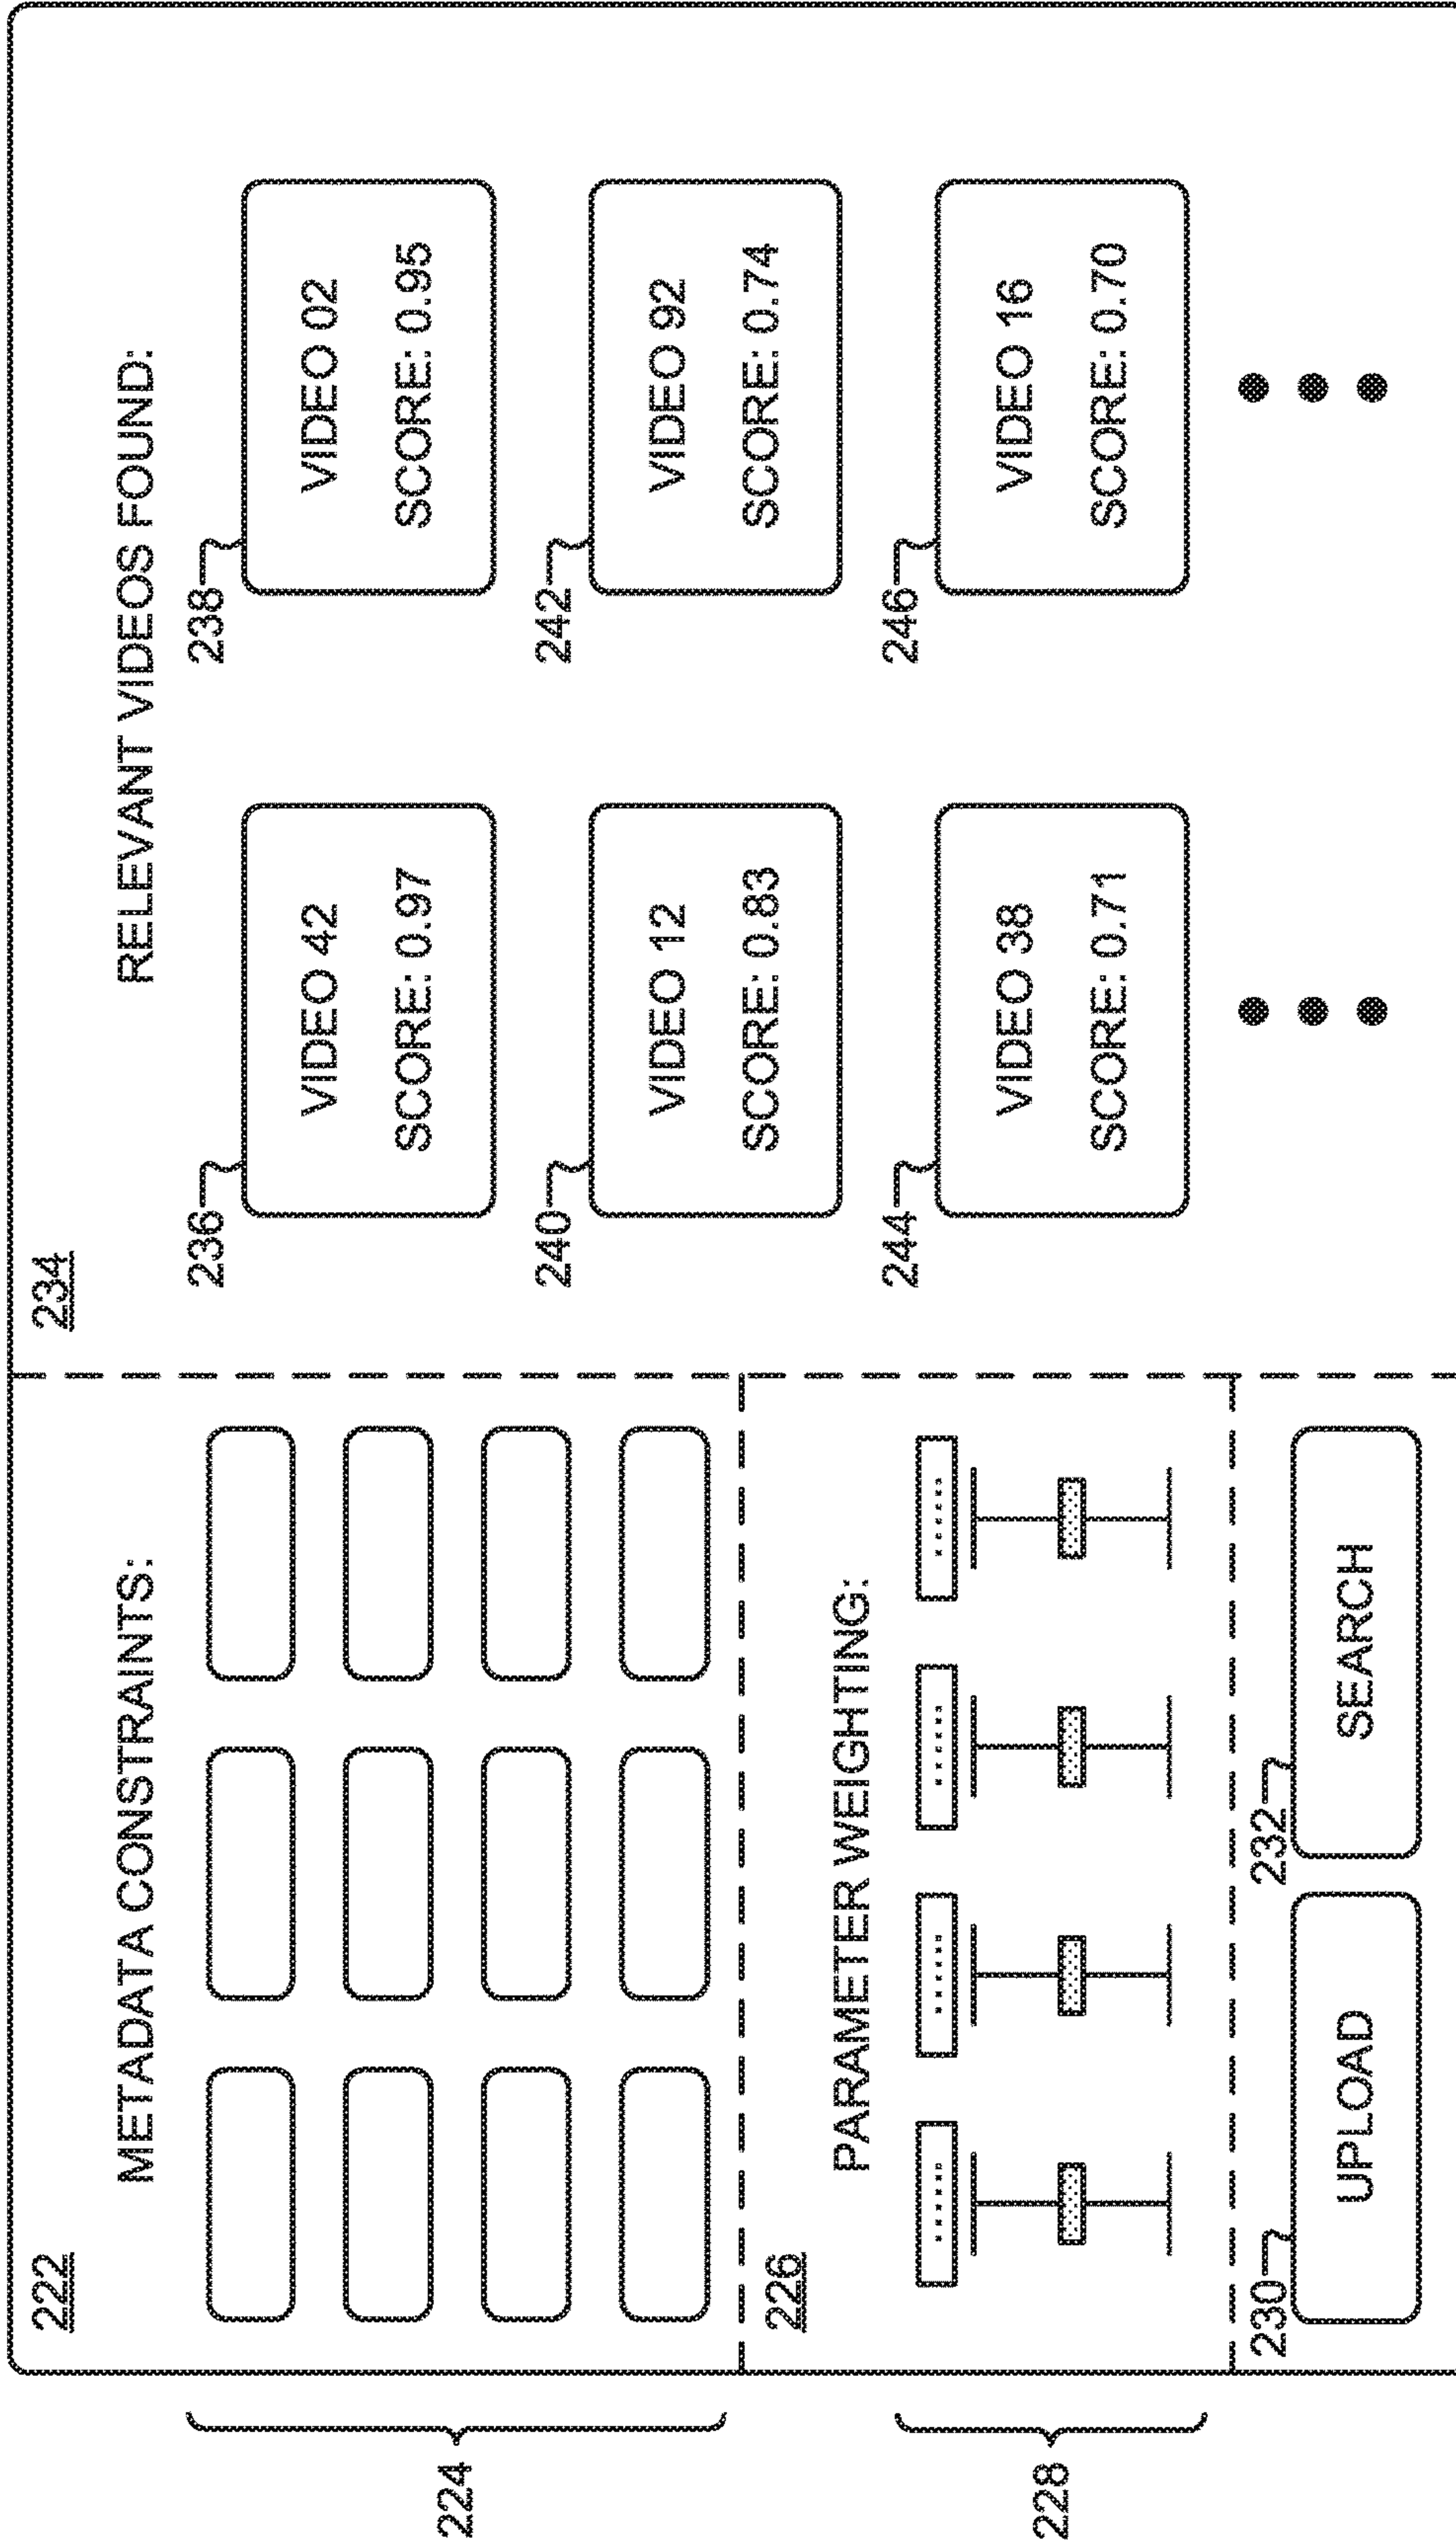 222
METADATA CONSTRAINTS:
224
226
PARAMETER WEIGHTING:
228
230
UPLOAD
232
SEARCH
234
RELEVANT VIDEOS FOUND:
236
VIDEO 42
SCORE: 0.97
238
VIDEO 02
SCORE: 0.95
240
VIDEO 12
SCORE: 0.83
242
VIDEO 92
SCORE: 0.74
244
VIDEO 38
SCORE: 0.71
246
VIDEO 16
SCORE: 0.70